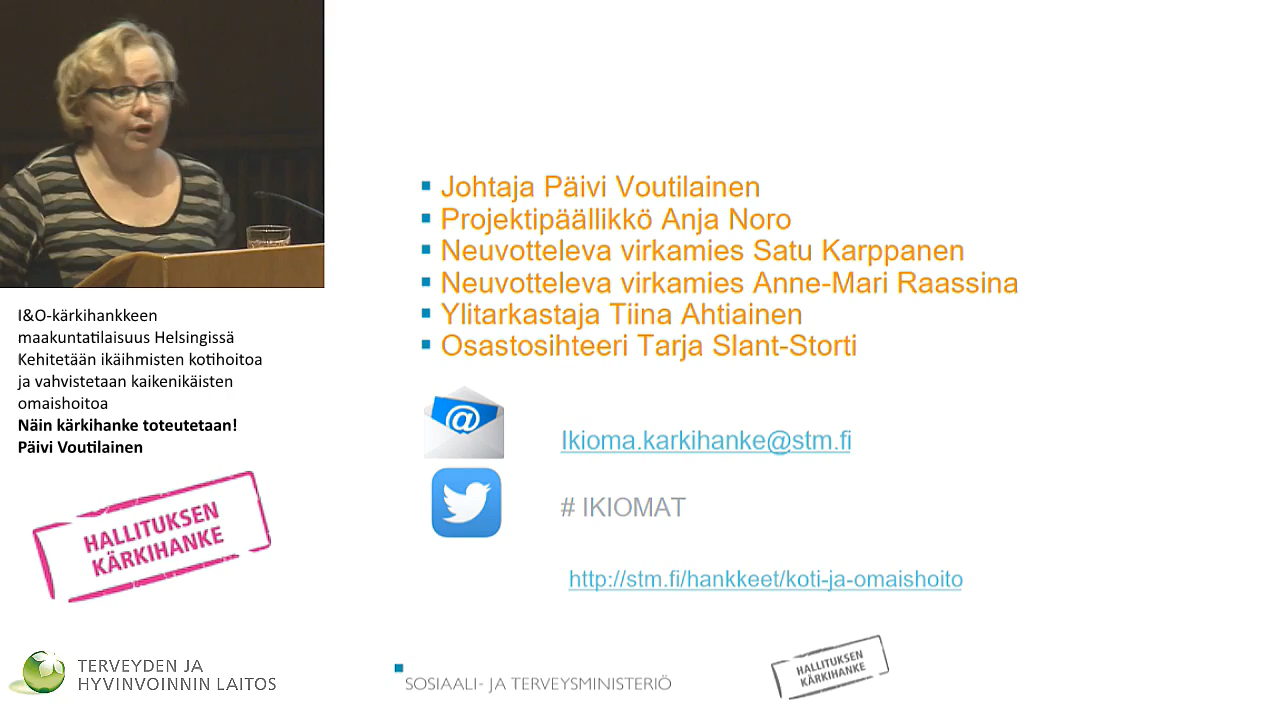 I&O-kärkihankkeen
maakuntatilaisuus Helsingissä
Kehitetään ikäihmisten kotihoitoa
ja vahvistetaan kaikenikäisten
omaishoitoa
Näin kärkihanke toteutetaan!
Päivi Voutilainen
HALLITUKSEN
KÄRKIHANKE
TERVEYDEN JA
HYVINVOINNIN LAITOS
Johtaja Päivi Voutilainen
Projektipäällikkö Anja Noro
Neuvotteleva virkamies Satu Karppanen
Neuvotteleva virkamies Anne-Mari Raassina
Ylitarkastaja Tiina Ahtiainen
Osastosihteeri Tarja Slant-Storti
@
Ikioma.karkihanke@stm.fi
# IKIOMAT
http://stm.fi/hankkeet/koti-ja-omaishoito
SOSIAALI- JA TERVEYSMINISTERIÖ
HALLITUKSEN
KÄRKIHANKE